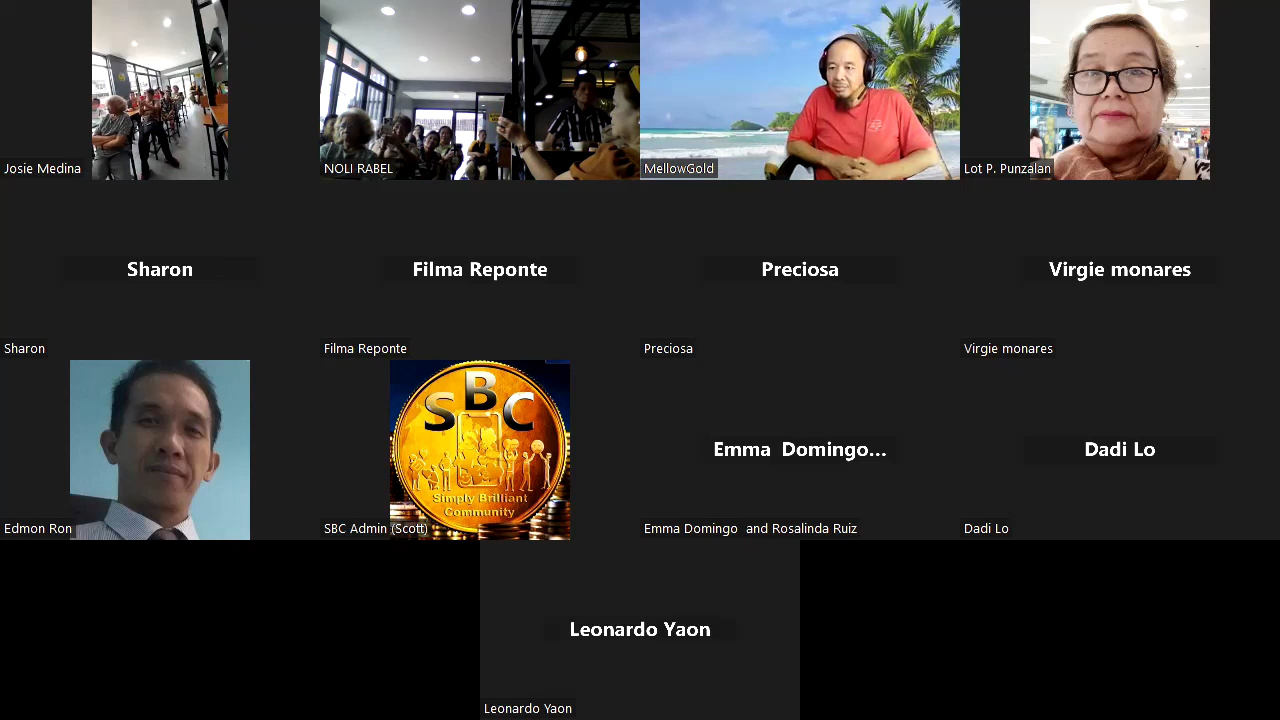 Josie Medina
NOLI RABEL
MellowGold
Lot P. Punzalan
Sharon
Filma Reponte
Preciosa
Virgie monares
Sharon
Filma Reponte
Preciosa
Virgie monares
SBC
Simply Brilliant
Community
Emma Domingo...
Dadi Lo
Edmon Ron
SBC Admin (Scott)
Emma Domingo and Rosalinda Ruiz
Dadi Lo
Leonardo Yaon
Leonardo Yaon